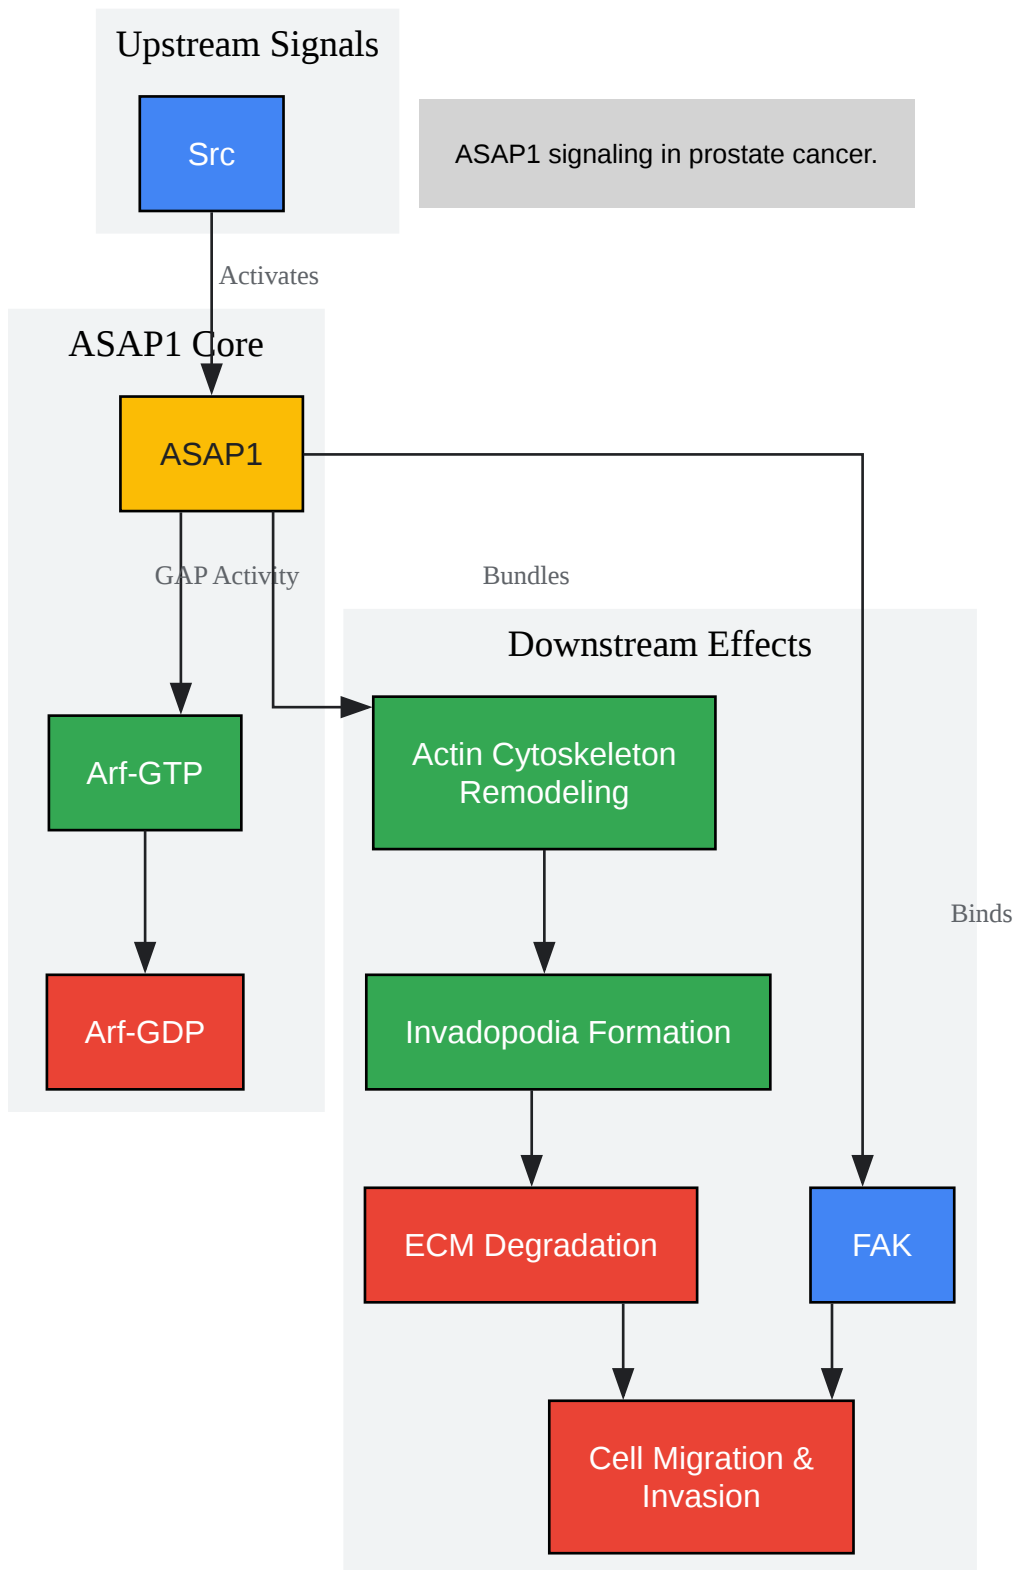 Upstream Signals
Src
ASAP1 signaling in prostate cancer.
Activates
ASAP1 Core
ASAP1
GAP Activity
Bundles
Downstream Effects
Arf-GTP
Actin Cytoskeleton
Remodeling
Binds
Arf-GDP
Invadopodia Formation
ECM Degradation
FAK
Cell Migration &
Invasion